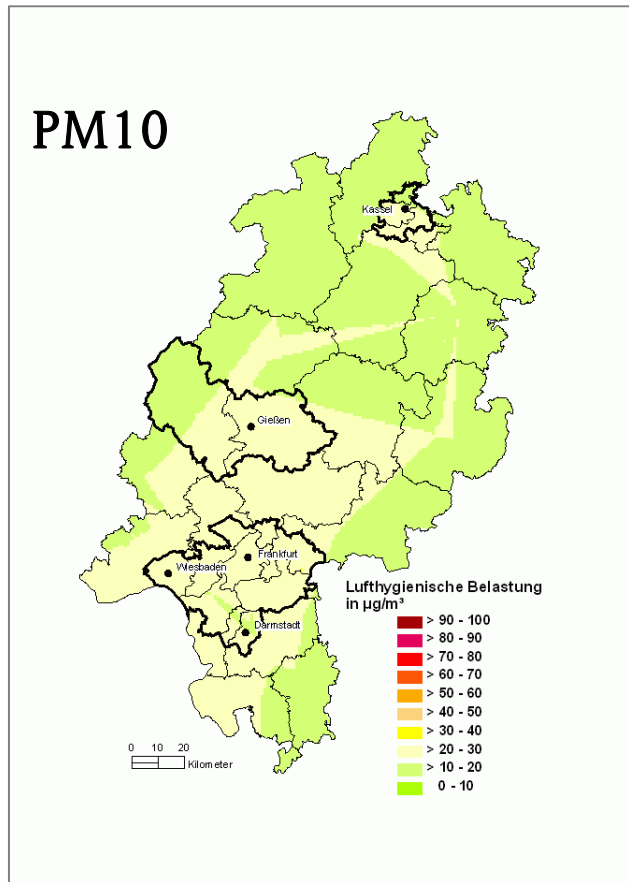 PM10
Kassel
Gießen
Frankfurt
Wiesbaden
Darmstadt
Lufthygienische Belastung
in µg/m³
> 90 - 100
> 80 - 90
> 70 - 80
> 60 - 70
> 50 - 60
> 40 - 50
> 30 - 40
> 20 - 30
> 10 - 20
0 - 10
0 10 20
Kilometer